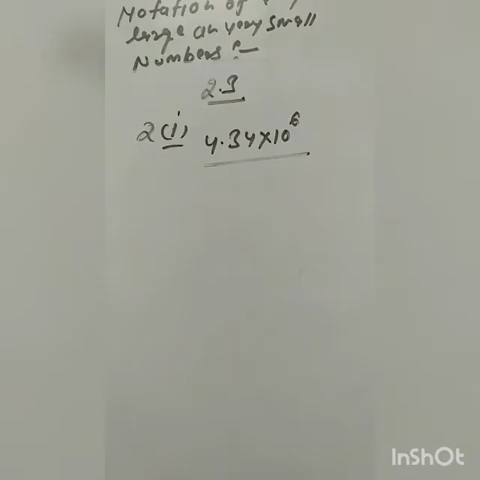 Notation of
large an very small
Numbers :-
2.3
2(i) 4.34×10⁶
InShOt